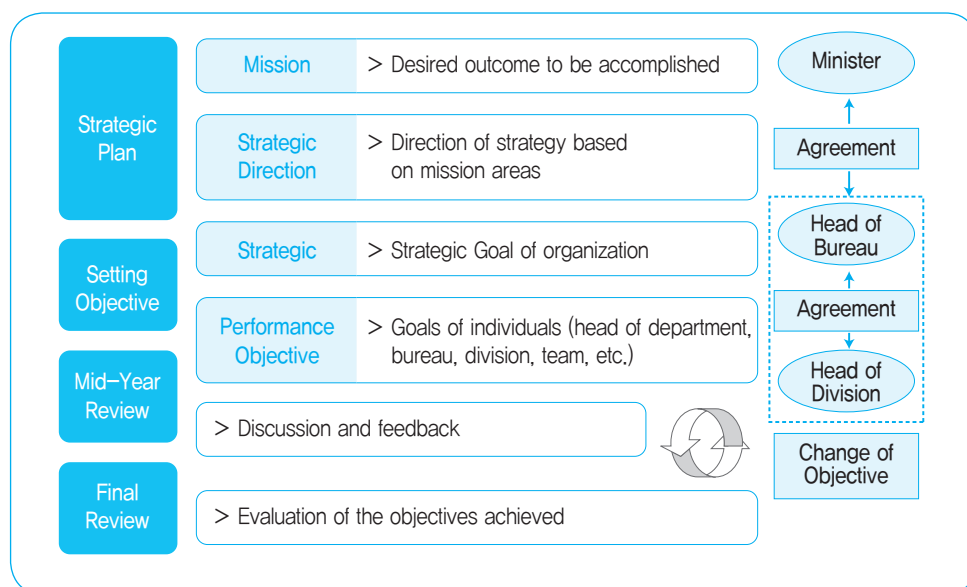 Strategic
Plan
Mission
> Desired outcome to be accomplished
Strategic
Direction
> Direction of strategy based
on mission areas
Setting
Objective
Strategic
> Strategic Goal of organization
Performance
Objective
> Goals of individuals (head of department,
bureau, division, team, etc.)
Mid-Year
Review
> Discussion and feedback
Final
Review
> Evaluation of the objectives achieved
Minister
Agreement
Head of
Bureau
Agreement
Head of
Division
Change of
Objective